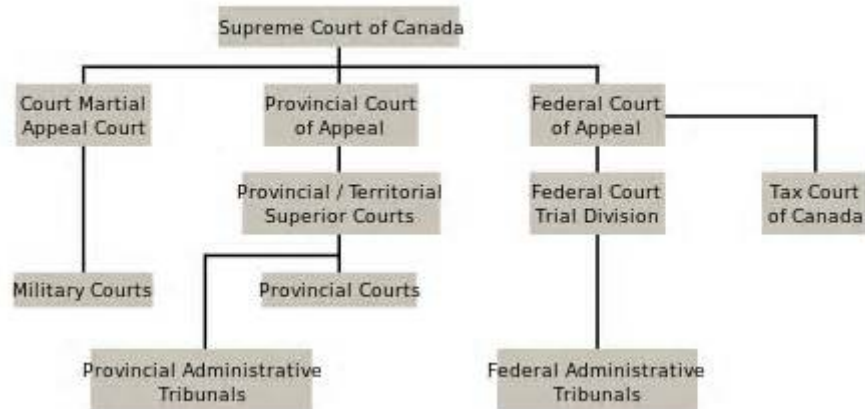 Supreme Court of Canada
Court Martial
Appeal Court
Provincial Court
of Appeal
Federal Court
of Appeal
Provincial / Territorial
Superior Courts
Federal Court
Trial Division
Tax Court
of Canada
Military Courts
Provincial Courts
Provincial Administrative
Tribunals
Federal Administrative
Tribunals